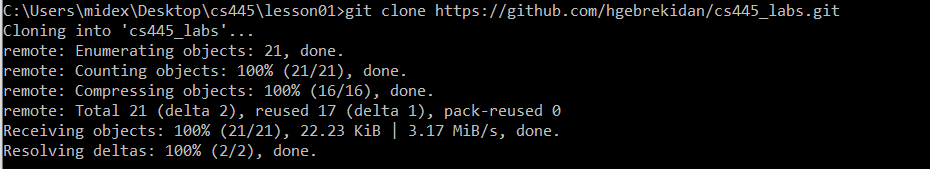 C:\Users\midex\Desktop\cs445\lesson01>git clone https://github.com/hgebrekidan/cs445_labs.git
Cloning into 'cs445_labs'...
remote: Enumerating objects: 21, done.
remote: Counting objects: 100% (21/21), done.
remote: Compressing objects: 100% (16/16), done.
remote: Total 21 (delta 2), reused 17 (delta 1), pack-reused 0
Receiving objects: 100% (21/21), 22.23 KiB | 3.17 MiB/s, done.
Resolving deltas: 100% (2/2), done.